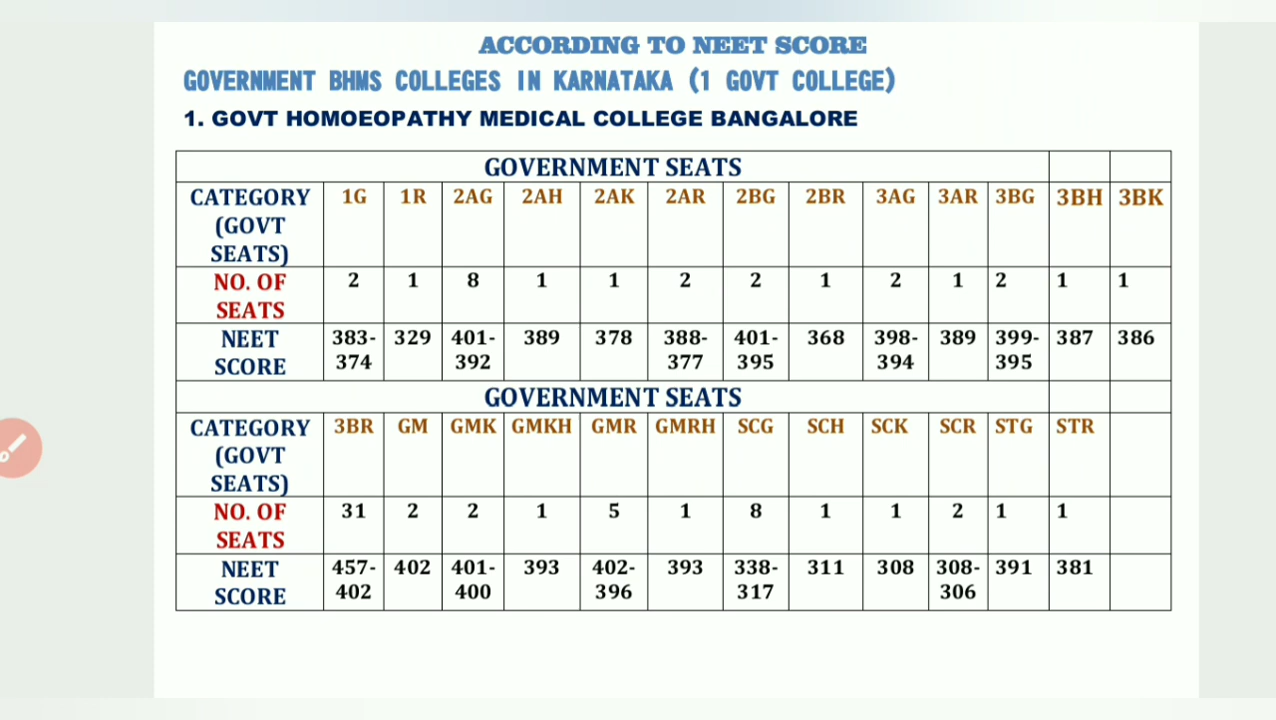 ACCORDING TO NEET SCORE
GOVERNMENT BHMS COLLEGES IN KARNATAKA (1 GOVT COLLEGE)
1. GOVT HOMOEOPATHY MEDICAL COLLEGE BANGALORE
GOVERNMENT SEATS
CATEGORY (GOVT SEATS) 1G 1R 2AG 2AH 2AK 2AR 2BG 2BR 3AG 3AR 3BG 3BH 3BK
NO. OF SEATS 2 1 8 1 1 2 2 1 2 1 2 1 1
NEET SCORE 383-374 329 401-392 389 378 388-377 401-395 368 398-394 389 399-395 387 386
GOVERNMENT SEATS
CATEGORY (GOVT SEATS) 3BR GM GMK GMKH GMR GMRH SCG SCH SCK SCR STG STR
NO. OF SEATS 31 2 2 1 5 1 8 1 1 2 1 1
NEET SCORE 457-402 402 401-400 393 402-396 393 338-317 311 308 308-306 391 381